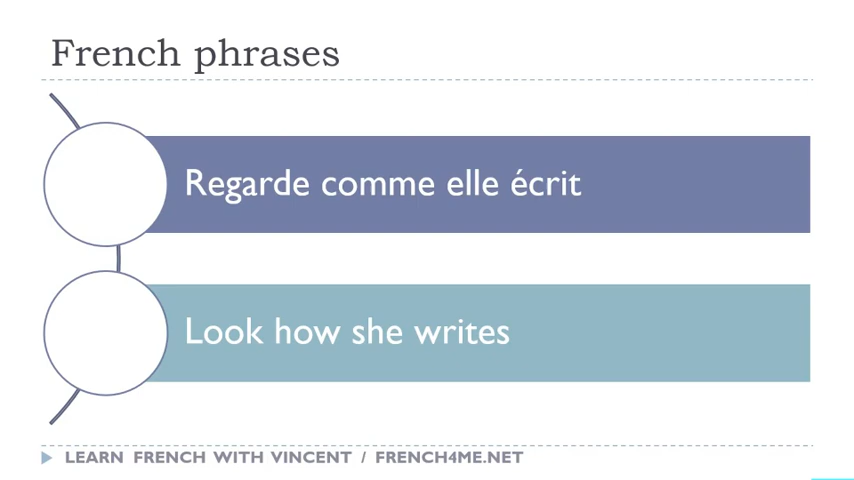 French phrases
Regarde comme elle écrit
Look how she writes
LEARN FRENCH WITH VINCENT / FRENCH4ME.NET